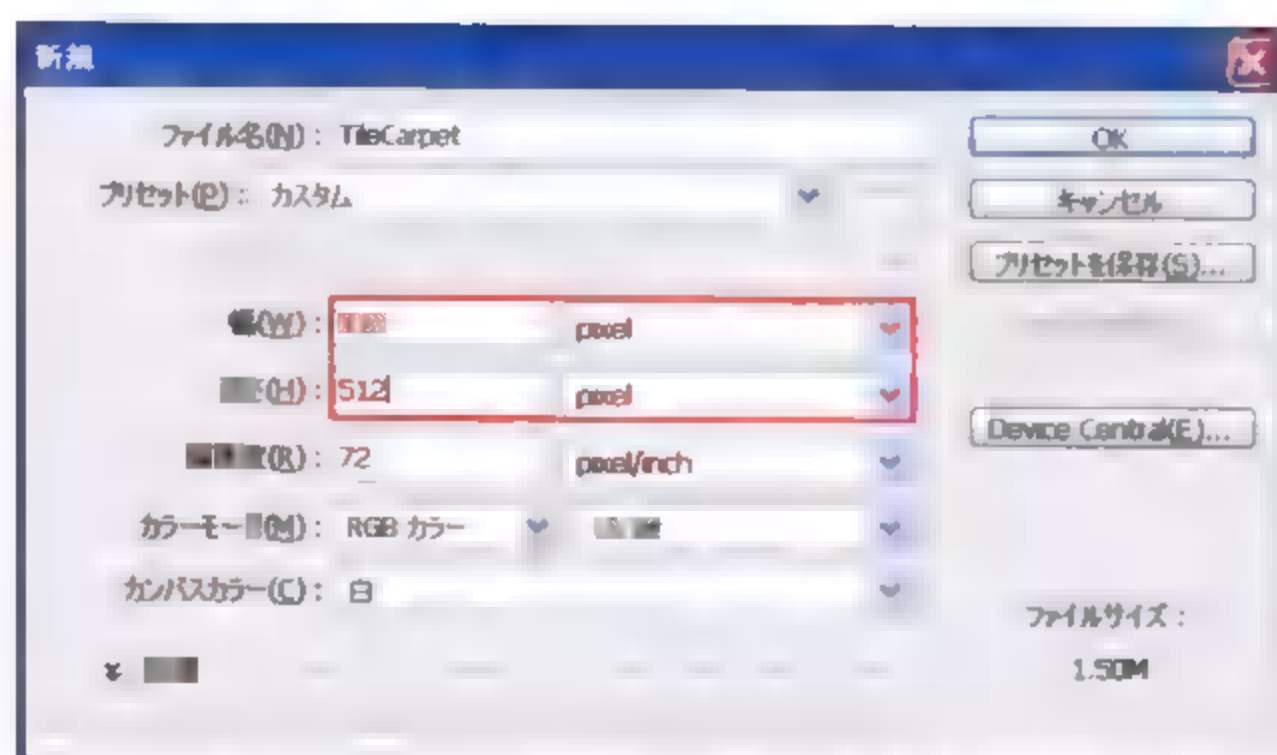 新規
ファイル名(N): TileCarpet
OK
プリセット(P): カスタム
キャンセル
プリセットを保存(S)...
(W): pixel
(H): 512 pixel
Device Central(E)...
(R): 72 pixel/inch
カラーモード(M): RGB カラー
カンバスカラー(C): 白
ファイルサイズ:
1.50M